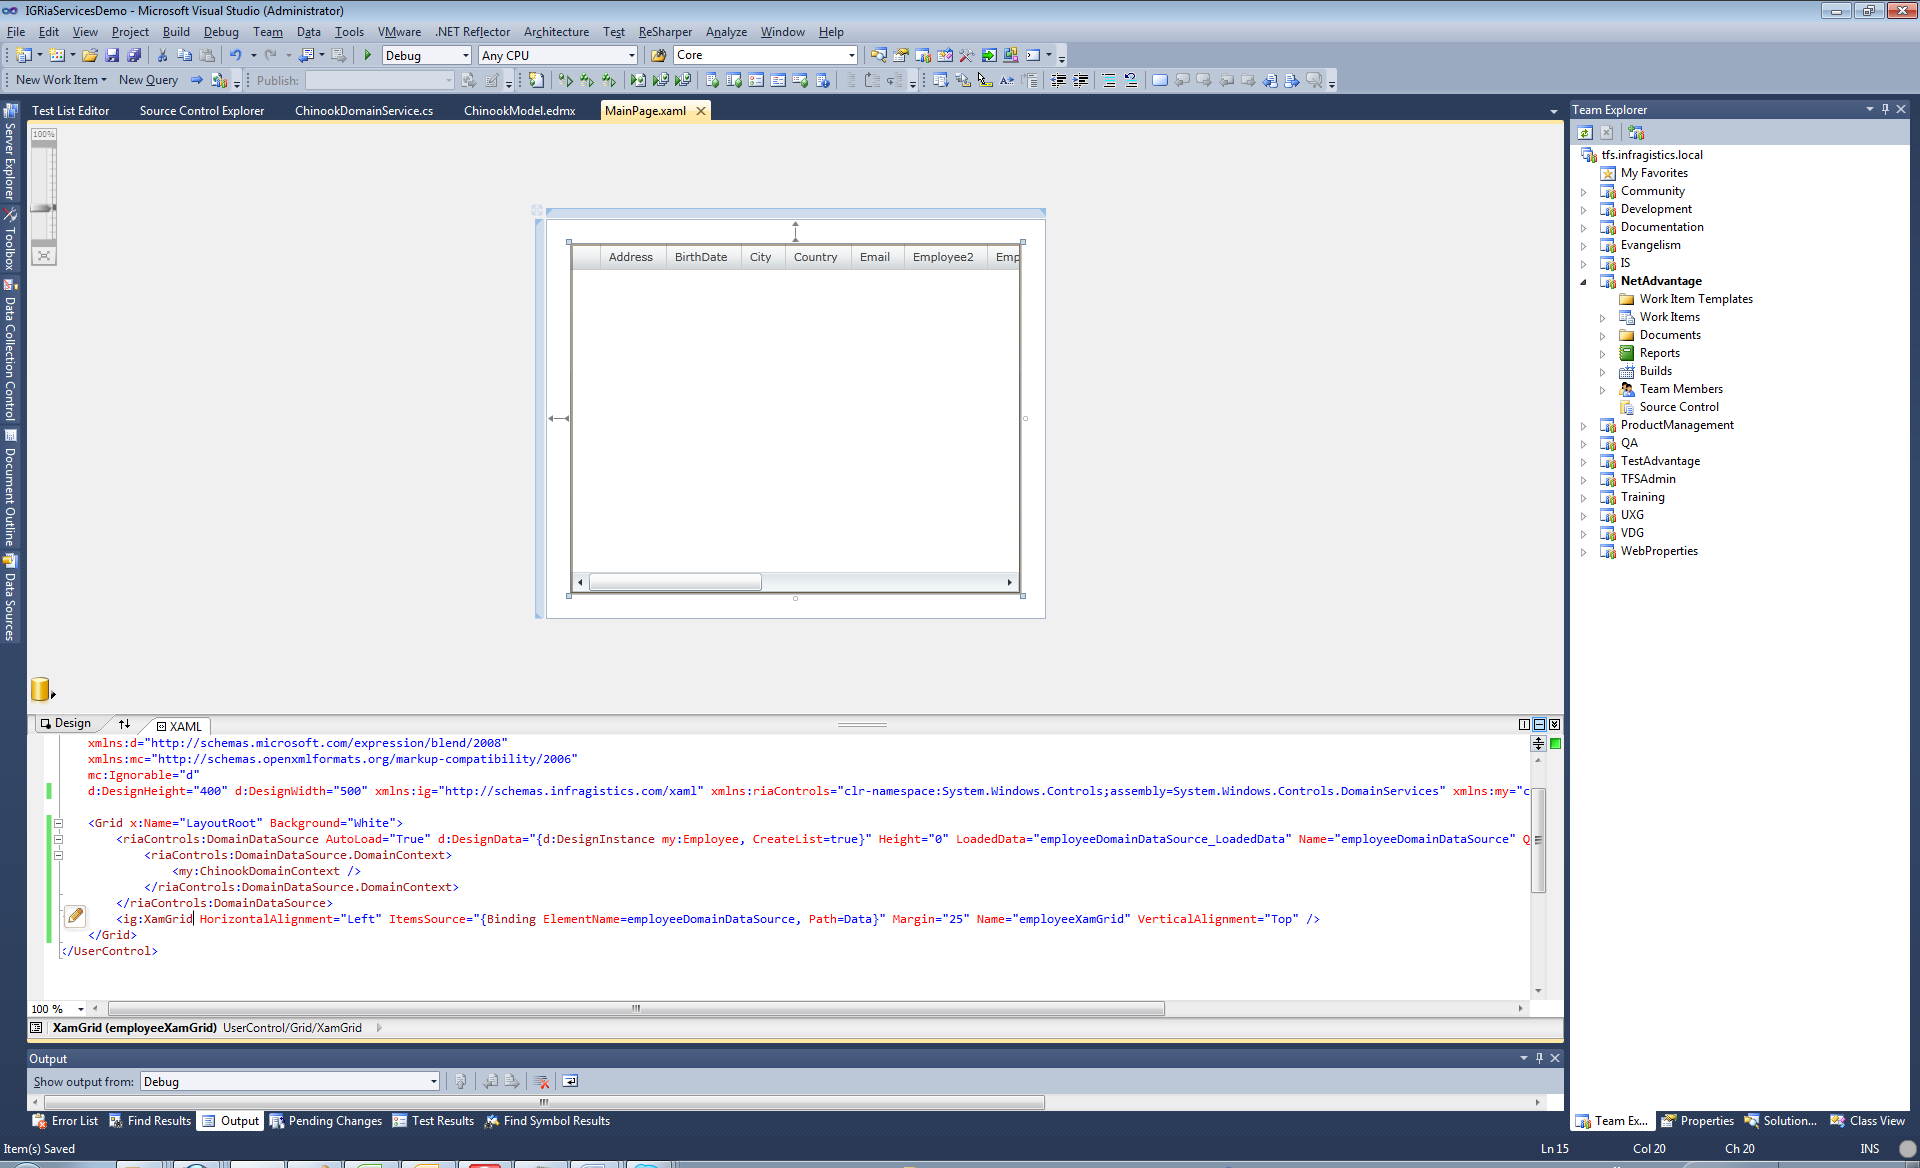 IGRiaServicesDemo - Microsoft Visual Studio (Administrator)
File Edit View Project Build Debug Team Data Tools VMware .NET Reflector Architecture Test ReSharper Analyze Window Help
Debug Any CPU Core
New Work Item New Query Publish:
Test List Editor Source Control Explorer ChinookDomainService.cs ChinookModel.edmx MainPage.xaml
Server Explorer
Toolbox
Data Collection Control
Document Outline
Data Sources
100%
Address BirthDate City Country Email Employee2 Emp
Design XAML
xmlns:d="http://schemas.microsoft.com/expression/blend/2008"
xmlns:mc="http://schemas.openxmlformats.org/markup-compatibility/2006"
mc:Ignorable="d"
d:DesignHeight="400" d:DesignWidth="500" xmlns:ig="http://schemas.infragistics.com/xaml" xmlns:riaControls="clr-namespace:System.Windows.Controls;assembly=System.Windows.Controls.DomainServices" xmlns:my="c
<Grid x:Name="LayoutRoot" Background="White">
<riaControls:DomainDataSource AutoLoad="True" d:DesignData="{d:DesignInstance my:Employee, CreateList=true}" Height="0" LoadedData="employeeDomainDataSource_LoadedData" Name="employeeDomainDataSource" Q
<riaControls:DomainDataSource.DomainContext>
<my:ChinookDomainContext />
</riaControls:DomainDataSource.DomainContext>
</riaControls:DomainDataSource>
<ig:XamGrid HorizontalAlignment="Left" ItemsSource="{Binding ElementName=employeeDomainDataSource, Path=Data}" Margin="25" Name="employeeXamGrid" VerticalAlignment="Top" />
</Grid>
</UserControl>
100 %
XamGrid (employeeXamGrid) UserControl/Grid/XamGrid
Output
Show output from: Debug
Error List Find Results Output Pending Changes Test Results Find Symbol Results
Item(s) Saved Ln 15 Col 20 Ch 20 INS
Team Explorer
tfs.infragistics.local
My Favorites
Community
Development
Documentation
Evangelism
IS
NetAdvantage
Work Item Templates
Work Items
Documents
Reports
Builds
Team Members
Source Control
ProductManagement
QA
TestAdvantage
TFSAdmin
Training
UXG
VDG
WebProperties
Team Ex... Properties Solution... Class View